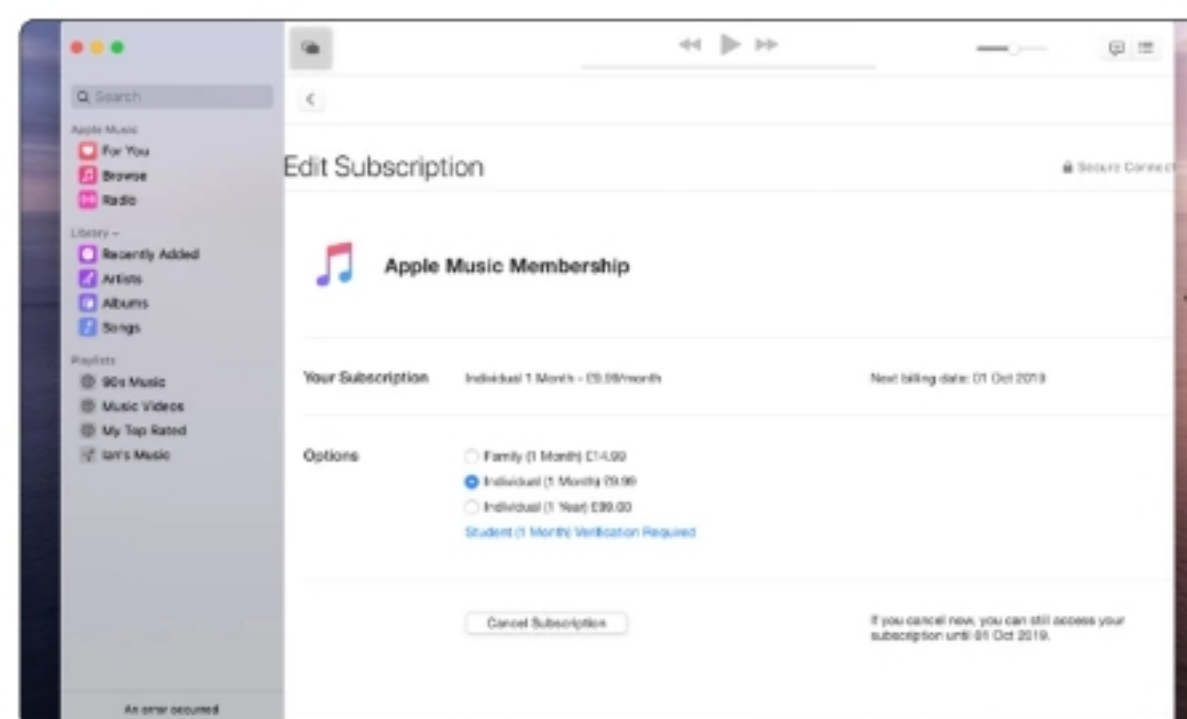 Search
Apple Music
For You
Browse
Radio
Library
Recently Added
Artists
Albums
Songs
Playlists
90s Music
Music Videos
My Top Rated
Ian's Music
An error occurred
Edit Subscription
Secure Connect
Apple Music Membership
Your Subscription
Individual 1 Month - £9.99/month
Next billing date: 01 Oct 2019
Options
Family (1 Month) £14.99
Individual (1 Month) £9.99
Individual (1 Year) £99.00
Student (1 Month) Verification Required
Cancel Subscription
If you cancel now, you can still access your
subscription until 01 Oct 2019.